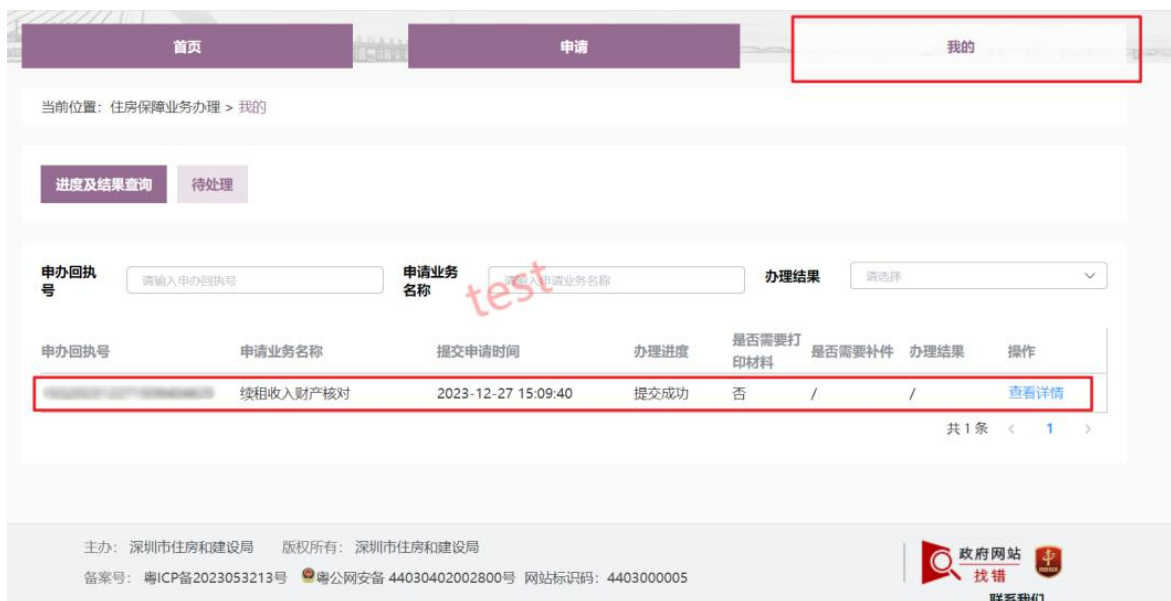 首页 申请 我的
当前位置：住房保障业务办理 > 我的
进度及结果查询 待处理
申办回执号 请输入申办回执号 申请业务名称 请输入申请业务名称 办理结果 请选择
test
申办回执号 申请业务名称 提交申请时间 办理进度 是否需要打印材料 是否需要补件 办理结果 操作
续租收入财产核对 2023-12-27 15:09:40 提交成功 否 / / 查看详情
共 1 条 < 1 >
主办：深圳市住房和建设局 版权所有：深圳市住房和建设局
备案号：粤ICP备2023053213号 粤公网安备 44030402002800号 网站标识码：4403000005
政府网站
找错
联系我们